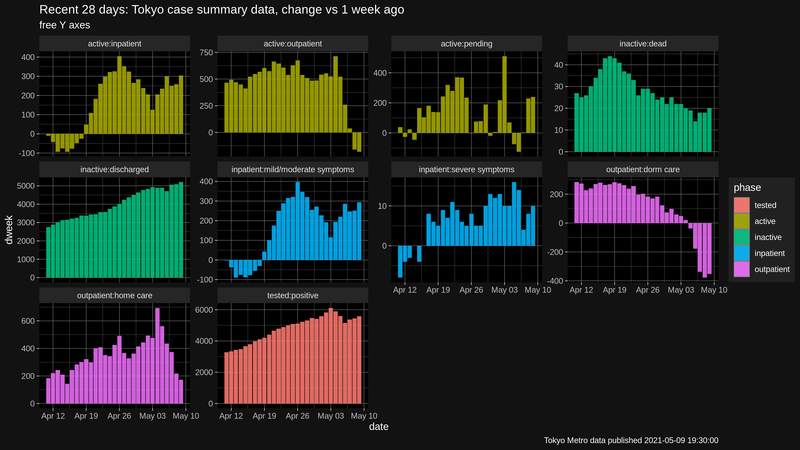 Recent 28 days: Tokyo case summary data, change vs 1 week ago
free Y axes
active:inpatient
active:outpatient
active:pending
inactive:dead
400
300
200
100
0
-100
750
500
250
0
400
200
0
40
30
20
10
0
inactive:discharged
inpatient:mild/moderate symptoms
inpatient:severe symptoms
outpatient:dorm care
5000
4000
3000
2000
1000
0
400
300
200
100
0
-100
10
0
200
0
-200
-400
Apr 12 Apr 19 Apr 26 May 03 May 10
Apr 12 Apr 19 Apr 26 May 03 May 10
outpatient:home care
tested:positive
600
400
200
0
6000
4000
2000
0
Apr 12 Apr 19 Apr 26 May 03 May 10
Apr 12 Apr 19 Apr 26 May 03 May 10
dweek
date
phase
tested
active
inactive
inpatient
outpatient
Tokyo Metro data published 2021-05-09 19:30:00